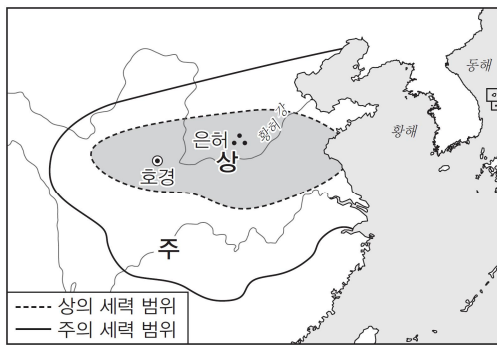 동해
황허 강
황해
은허
상
호경
주
상의 세력 범위
주의 세력 범위